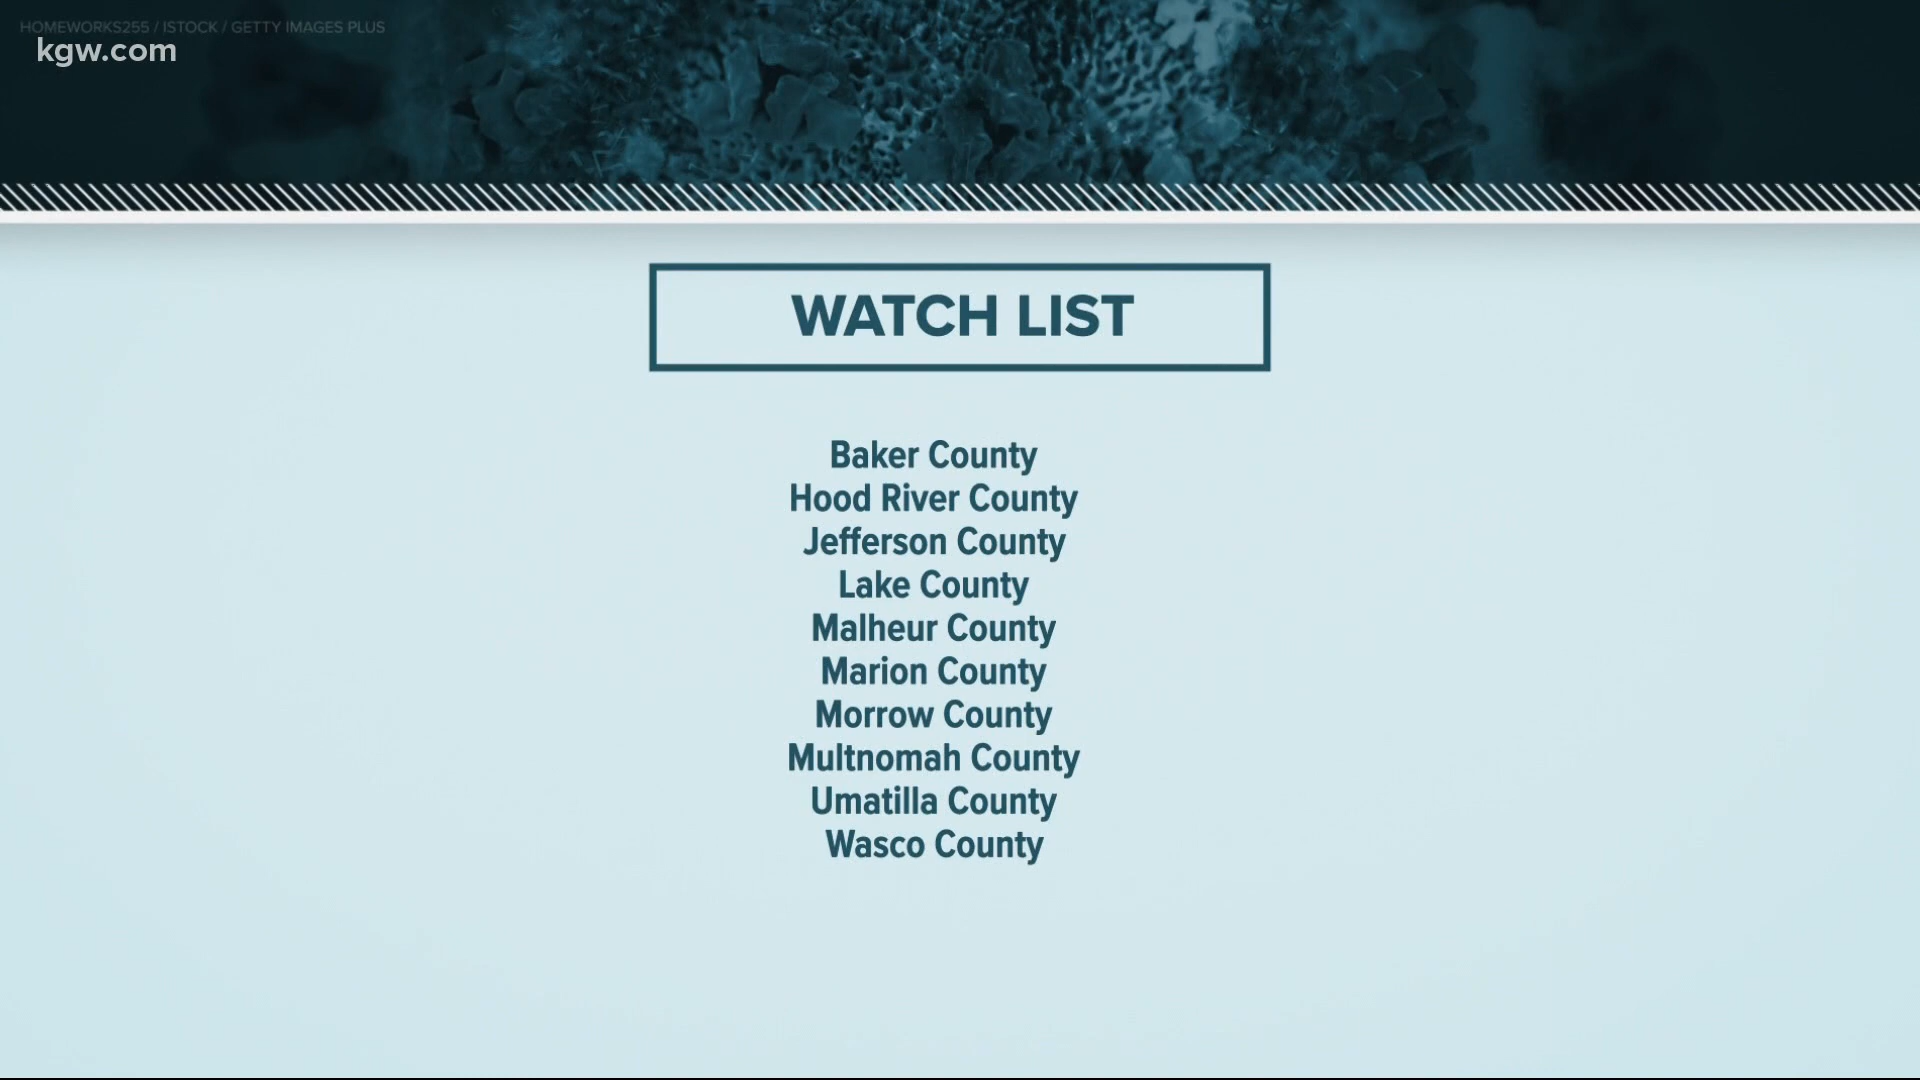 HOMEWORKS255 / ISTOCK / GETTY IMAGES PLUS
kgw.com
WATCH LIST
Baker County
Hood River County
Jefferson County
Lake County
Malheur County
Marion County
Morrow County
Multnomah County
Umatilla County
Wasco County